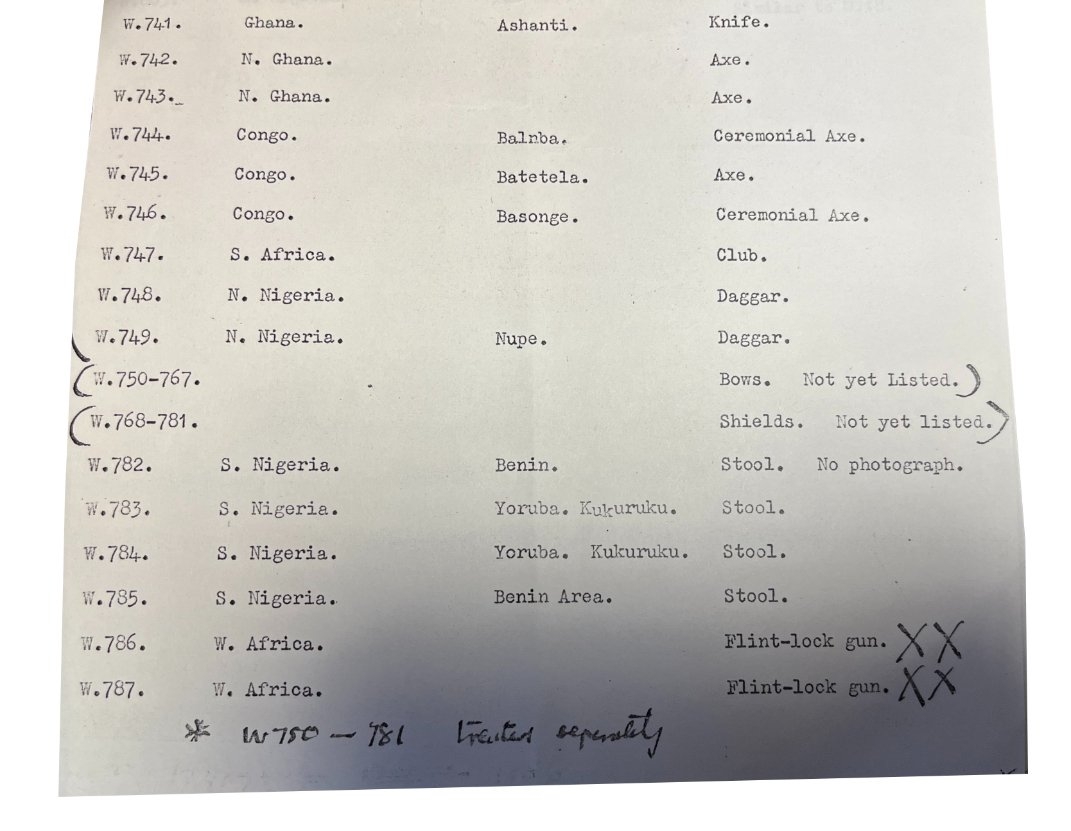 W.741. Ghana. Ashanti. Knife.
W.742. N. Ghana. Axe.
W.743. N. Ghana. Axe.
W.744. Congo. Balnba. Ceremonial Axe.
W.745. Congo. Batetela. Axe.
W.746. Congo. Basonge. Ceremonial Axe.
W.747. S. Africa. Club.
W.748. N. Nigeria. Daggar.
(W.749. N. Nigeria. Nupe. Daggar.
(W.750-767. Bows. Not yet Listed.)
(W.768-781. Shields. Not yet listed.)
W.782. S. Nigeria. Benin. Stool. No photograph.
W.783. S. Nigeria. Yoruba. Kukuruku. Stool.
W.784. S. Nigeria. Yoruba. Kukuruku. Stool.
W.785. S. Nigeria. Benin Area. Stool.
W.786. W. Africa. Flint-lock gun. XX
W.787. W. Africa. Flint-lock gun. XX
* W750 — 781 treated seperately